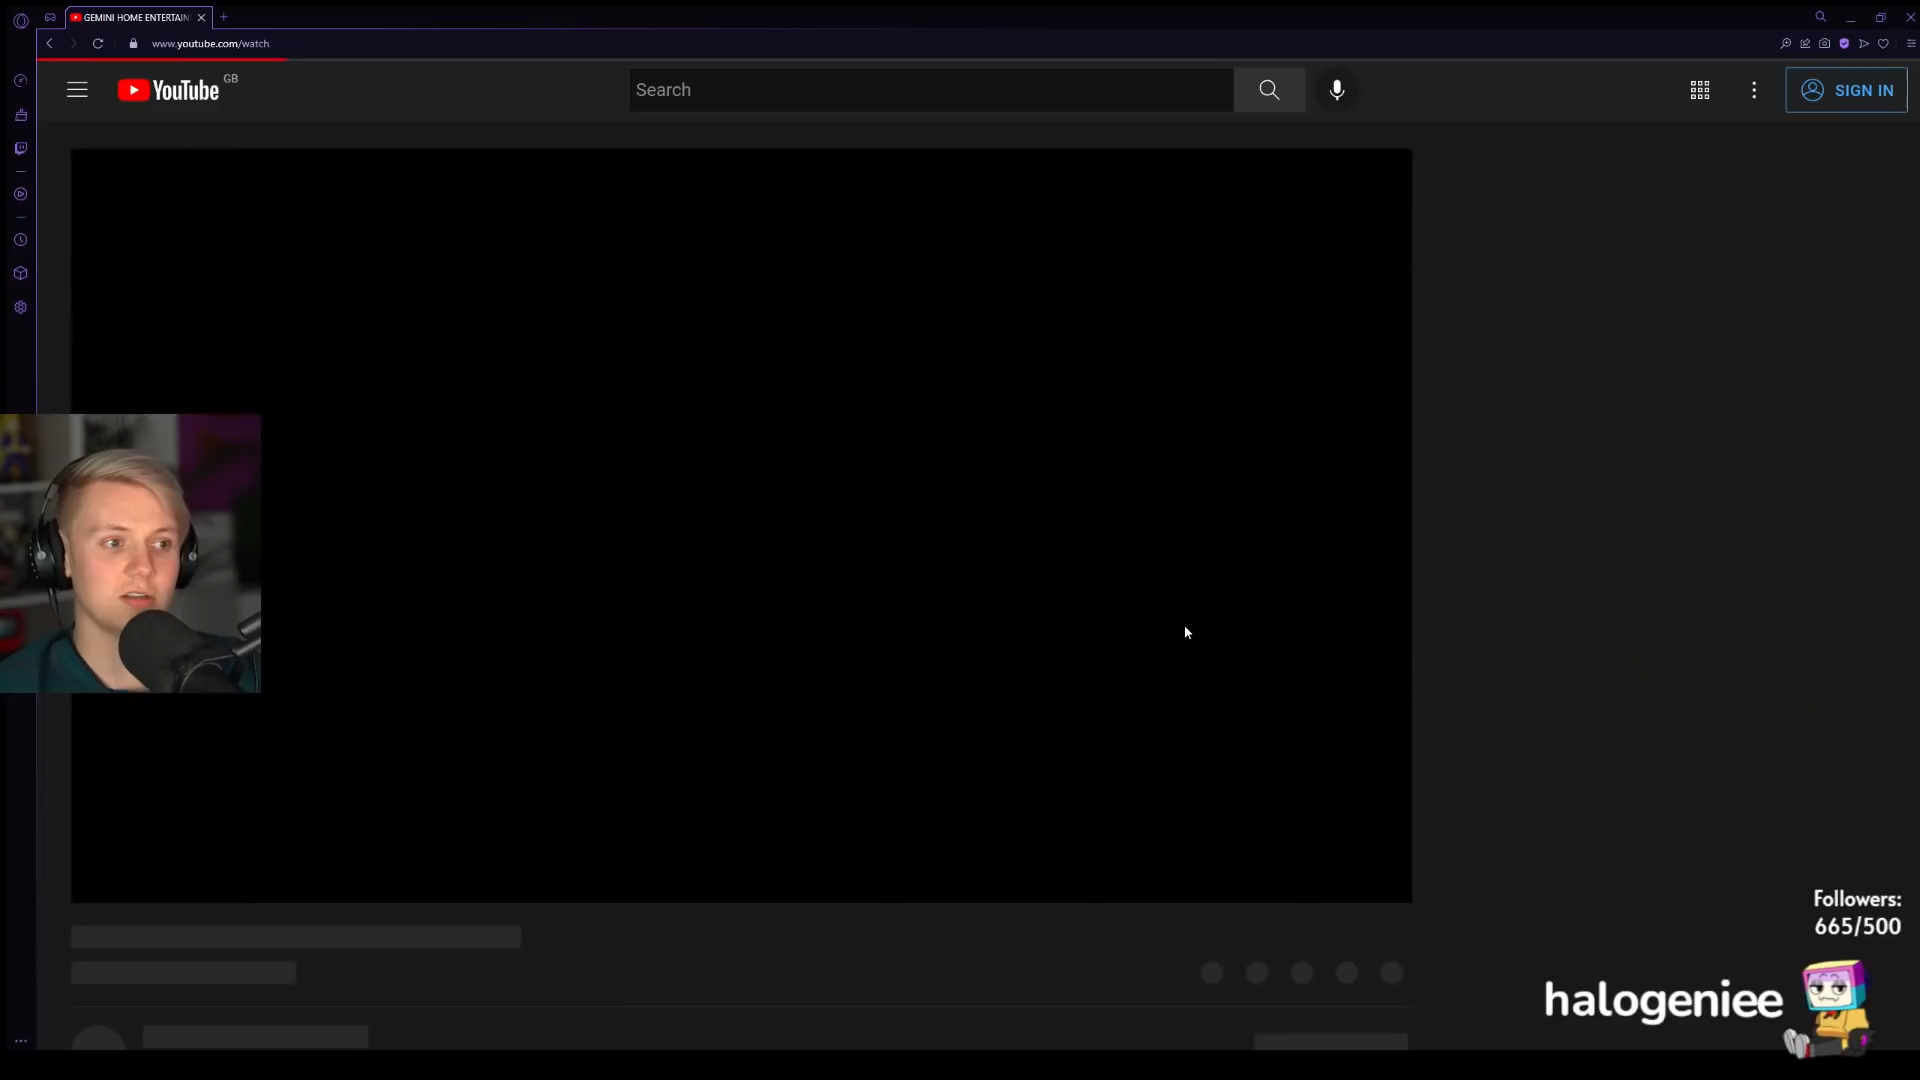 GEMINI HOME ENTERTAIN
www.youtube.com/watch
YouTube GB
Search
SIGN IN
Followers:
665/500
halogeniee